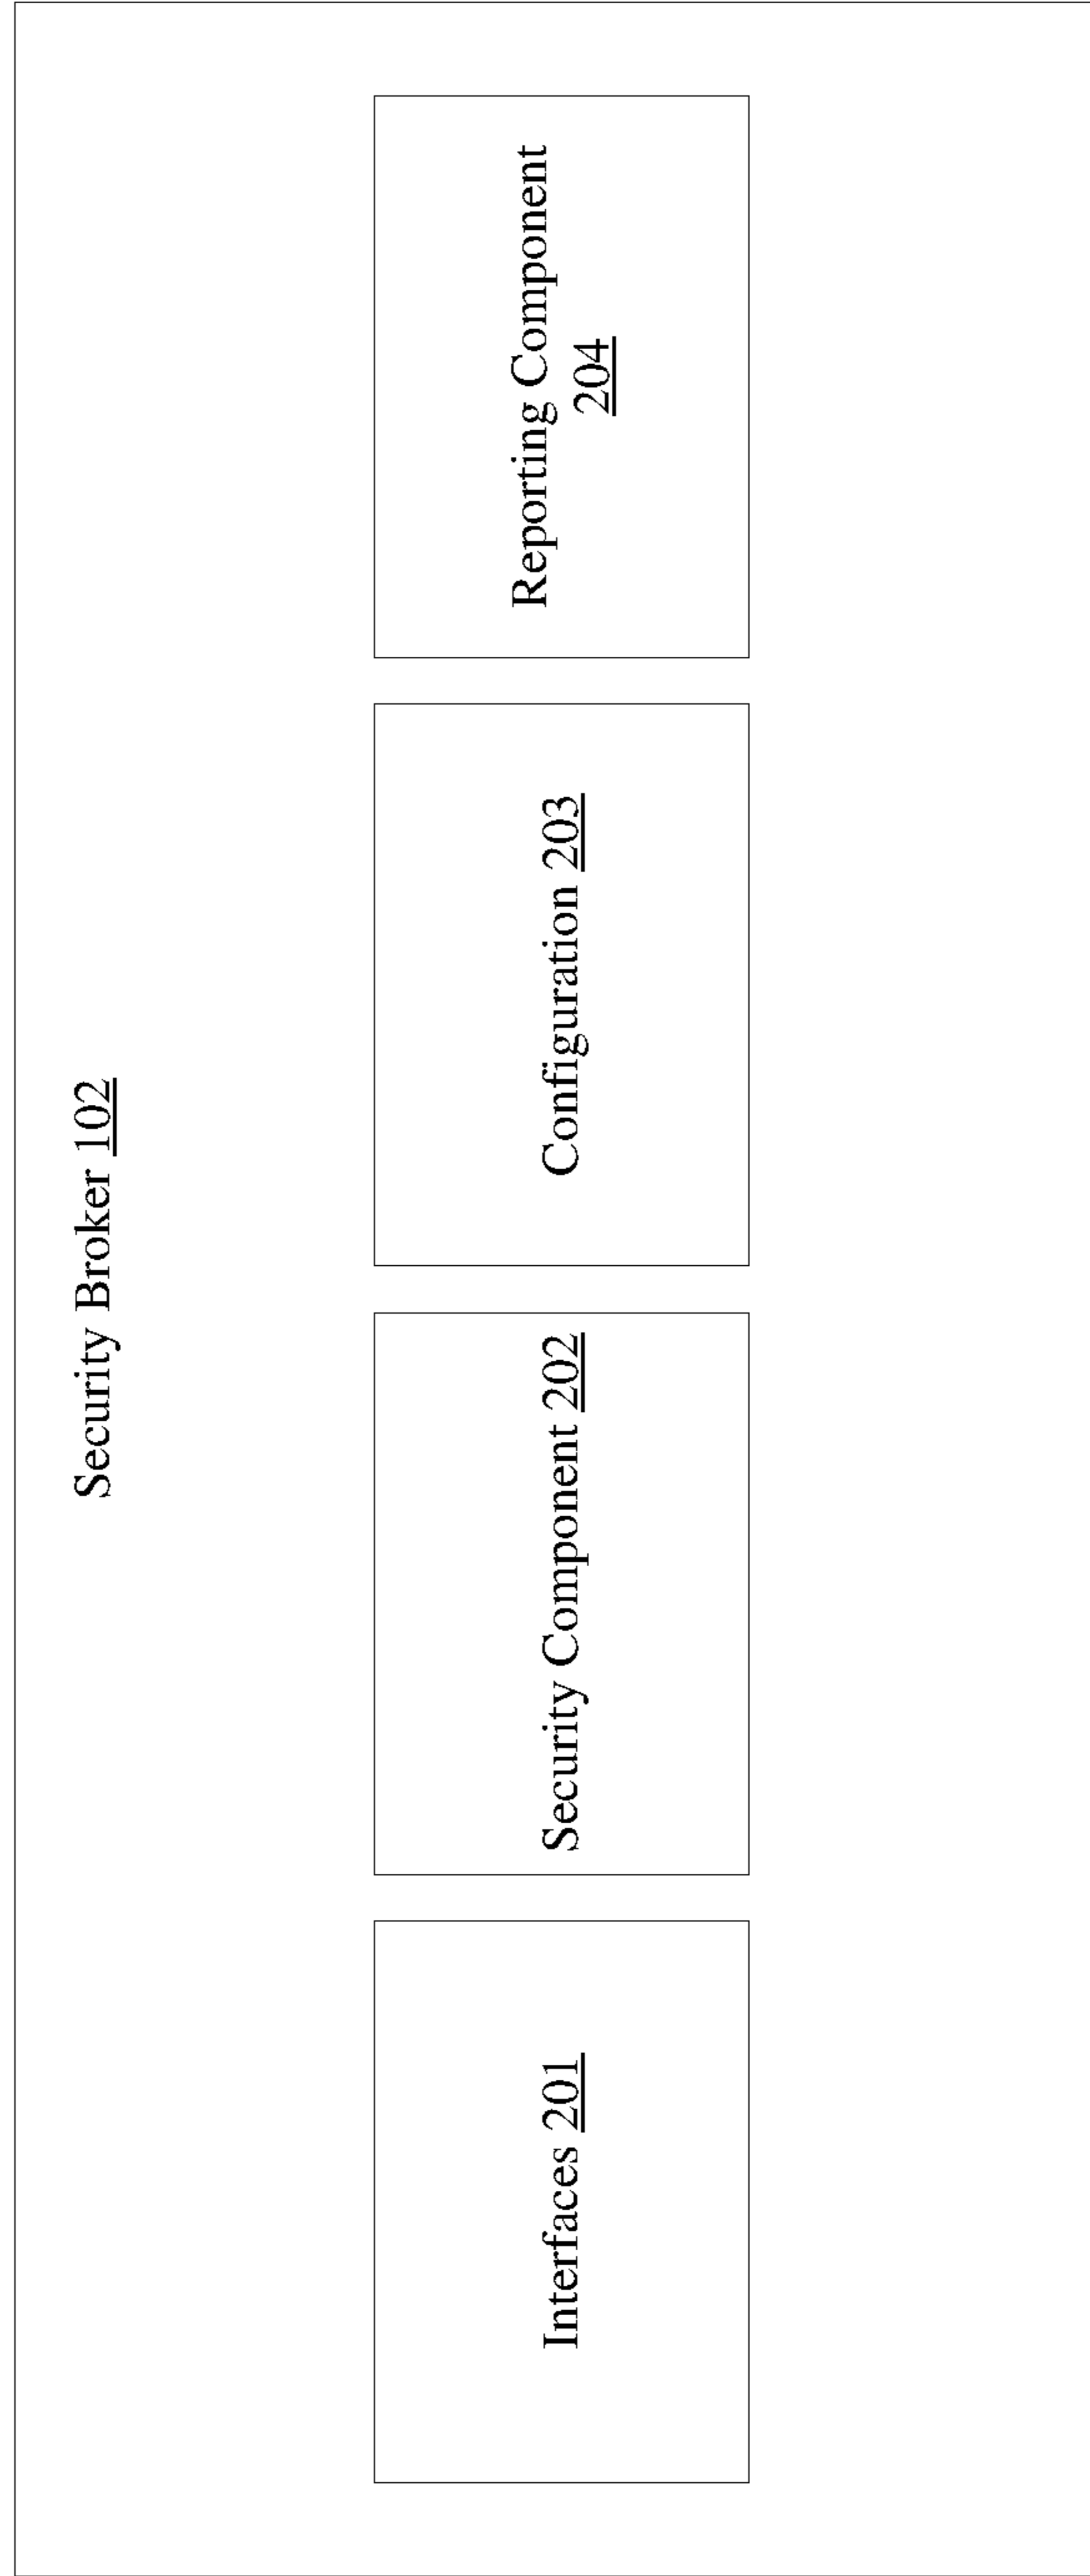 Security Broker 102
Interfaces 201
Security Component 202
Configuration 203
Reporting Component
204